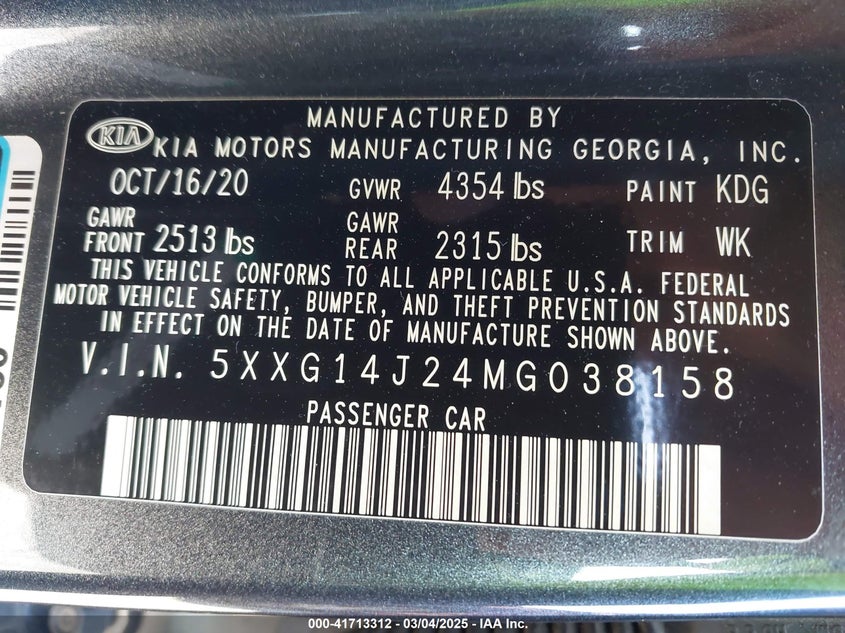 MANUFACTURED BY
KIA KIA MOTORS MANUFACTURING GEORGIA, INC.
OCT/16/20 GVWR 4354 lbs PAINT KDG
GAWR FRONT 2513 lbs GAWR REAR 2315 lbs TRIM WK
THIS VEHICLE CONFORMS TO ALL APPLICABLE U.S.A. FEDERAL
MOTOR VEHICLE SAFETY, BUMPER, AND THEFT PREVENTION STANDARDS
IN EFFECT ON THE DATE OF MANUFACTURE SHOWN ABOVE.
V.I.N. 5XXG14J24MG038158
PASSENGER CAR
000-41713312 - 03/04/2025 - IAA Inc.